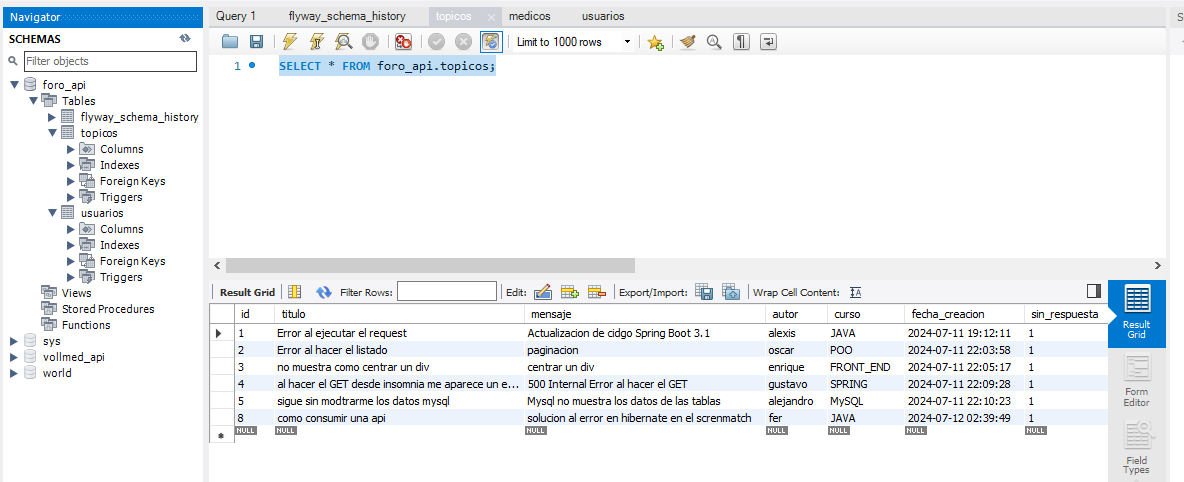 Navigator
SCHEMAS
Filter objects
foro_api
Tables
flyway_schema_history
topicos
Columns
Indexes
Foreign Keys
Triggers
usuarios
Columns
Indexes
Foreign Keys
Triggers
Views
Stored Procedures
Functions
sys
vollmed_api
world
Query 1 flyway_schema_history topicos medicos usuarios
Limit to 1000 rows
1 SELECT * FROM foro_api.topicos;
Result Grid Filter Rows: Edit: Export/Import: Wrap Cell Content:
id titulo mensaje autor curso fecha_creacion sin_respuesta
1 Error al ejecutar el request Actualizacion de cidgo Spring Boot 3.1 alexis JAVA 2024-07-11 19:12:11 1
2 Error al hacer el listado paginacion oscar POO 2024-07-11 22:03:58 1
3 no muestra como centrar un div centrar un div enrique FRONT_END 2024-07-11 22:05:17 1
4 al hacer el GET desde insomnia me aparece un e... 500 Internal Error al hacer el GET gustavo SPRING 2024-07-11 22:09:28 1
5 sigue sin modtrarme los datos mysql Mysql no muestra los datos de las tablas alejandro MySQL 2024-07-11 22:10:23 1
8 como consumir una api solucion al error en hibernate en el screnmatch fer JAVA 2024-07-12 02:39:49 1
NULL NULL NULL NULL NULL NULL NULL
Result
Grid
Form
Editor
Field
Types
S